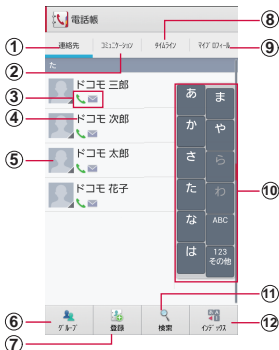 電話帳
連絡先 コミュニケーション タイムライン マイプロフィール
た
ドコモ 三郎
ドコモ 次郎
ドコモ 太郎
ドコモ 花子
あ ま
か や
さ ら
た わ
な ABC
は 123 その他
グループ 登録 検索 インデックス
① ② ③ ④ ⑤ ⑥ ⑦ ⑧ ⑨ ⑩ ⑪ ⑫